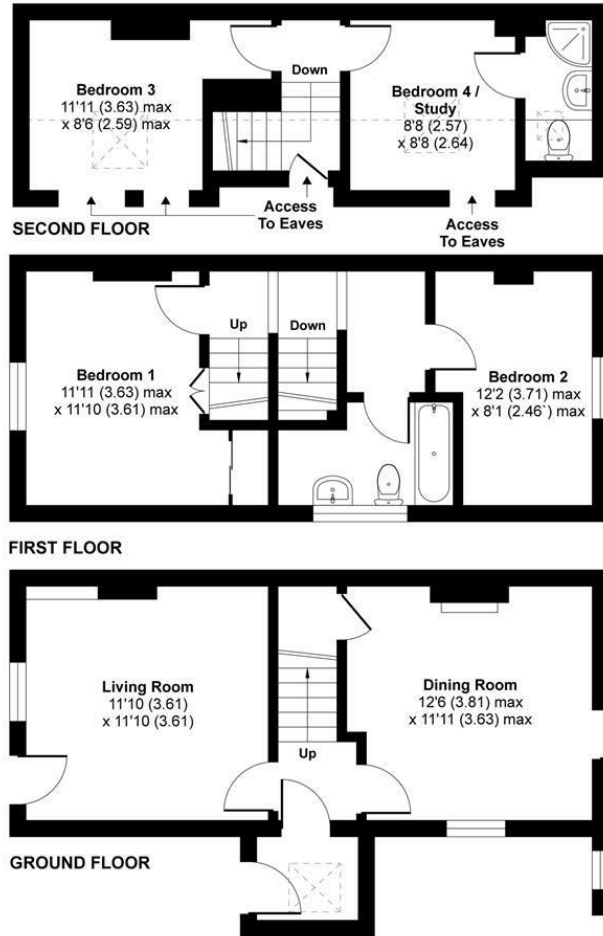 Bedroom 3
11'11 (3.63) max
x 8'6 (2.59) max
Down
Bedroom 4 /
Study
8'8 (2.57)
x 8'8 (2.64)
Access
To Eaves
Access
To Eaves
SECOND FLOOR
Bedroom 1
11'11 (3.63) max
x 11'10 (3.61) max
Up
Down
Bedroom 2
12'2 (3.71) max
x 8'1 (2.46`) max
FIRST FLOOR
Living Room
11'10 (3.61)
x 11'10 (3.61)
Up
Dining Room
12'6 (3.81) max
x 11'11 (3.63) max
GROUND FLOOR